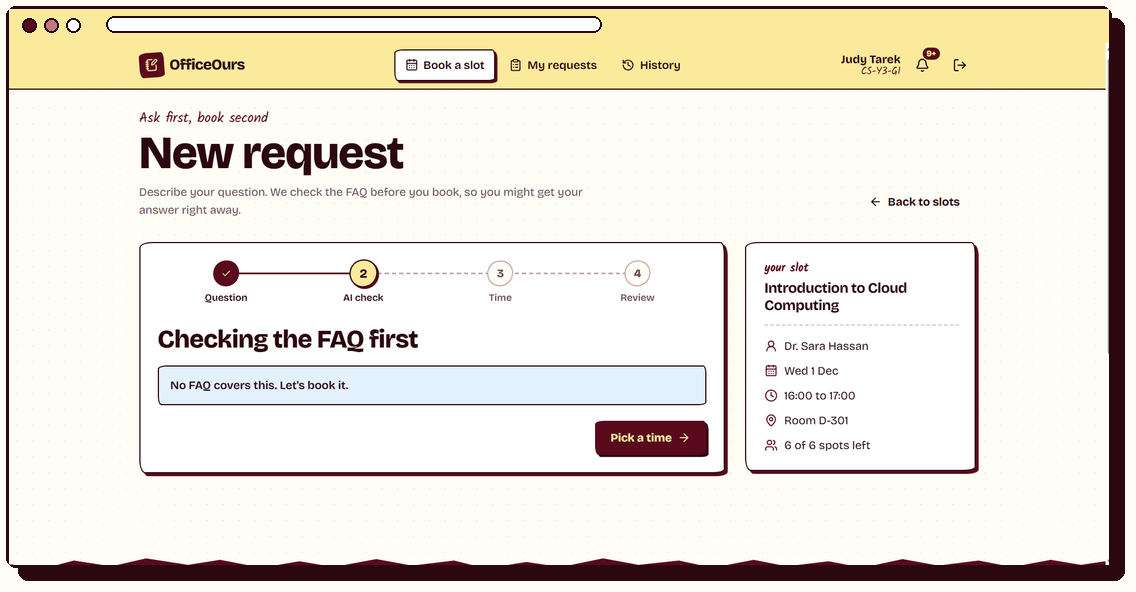 OfficeOurs
Book a slot
My requests
History
Judy Tarek
CS-Y3-G1
9+
Ask first, book second
New request
Describe your question. We check the FAQ before you book, so you might get your
answer right away.
Back to slots
Question
2
AI check
3
Time
4
Review
Checking the FAQ first
No FAQ covers this. Let's book it.
Pick a time
your slot
Introduction to Cloud
Computing
Dr. Sara Hassan
Wed 1 Dec
16:00 to 17:00
Room D-301
6 of 6 spots left